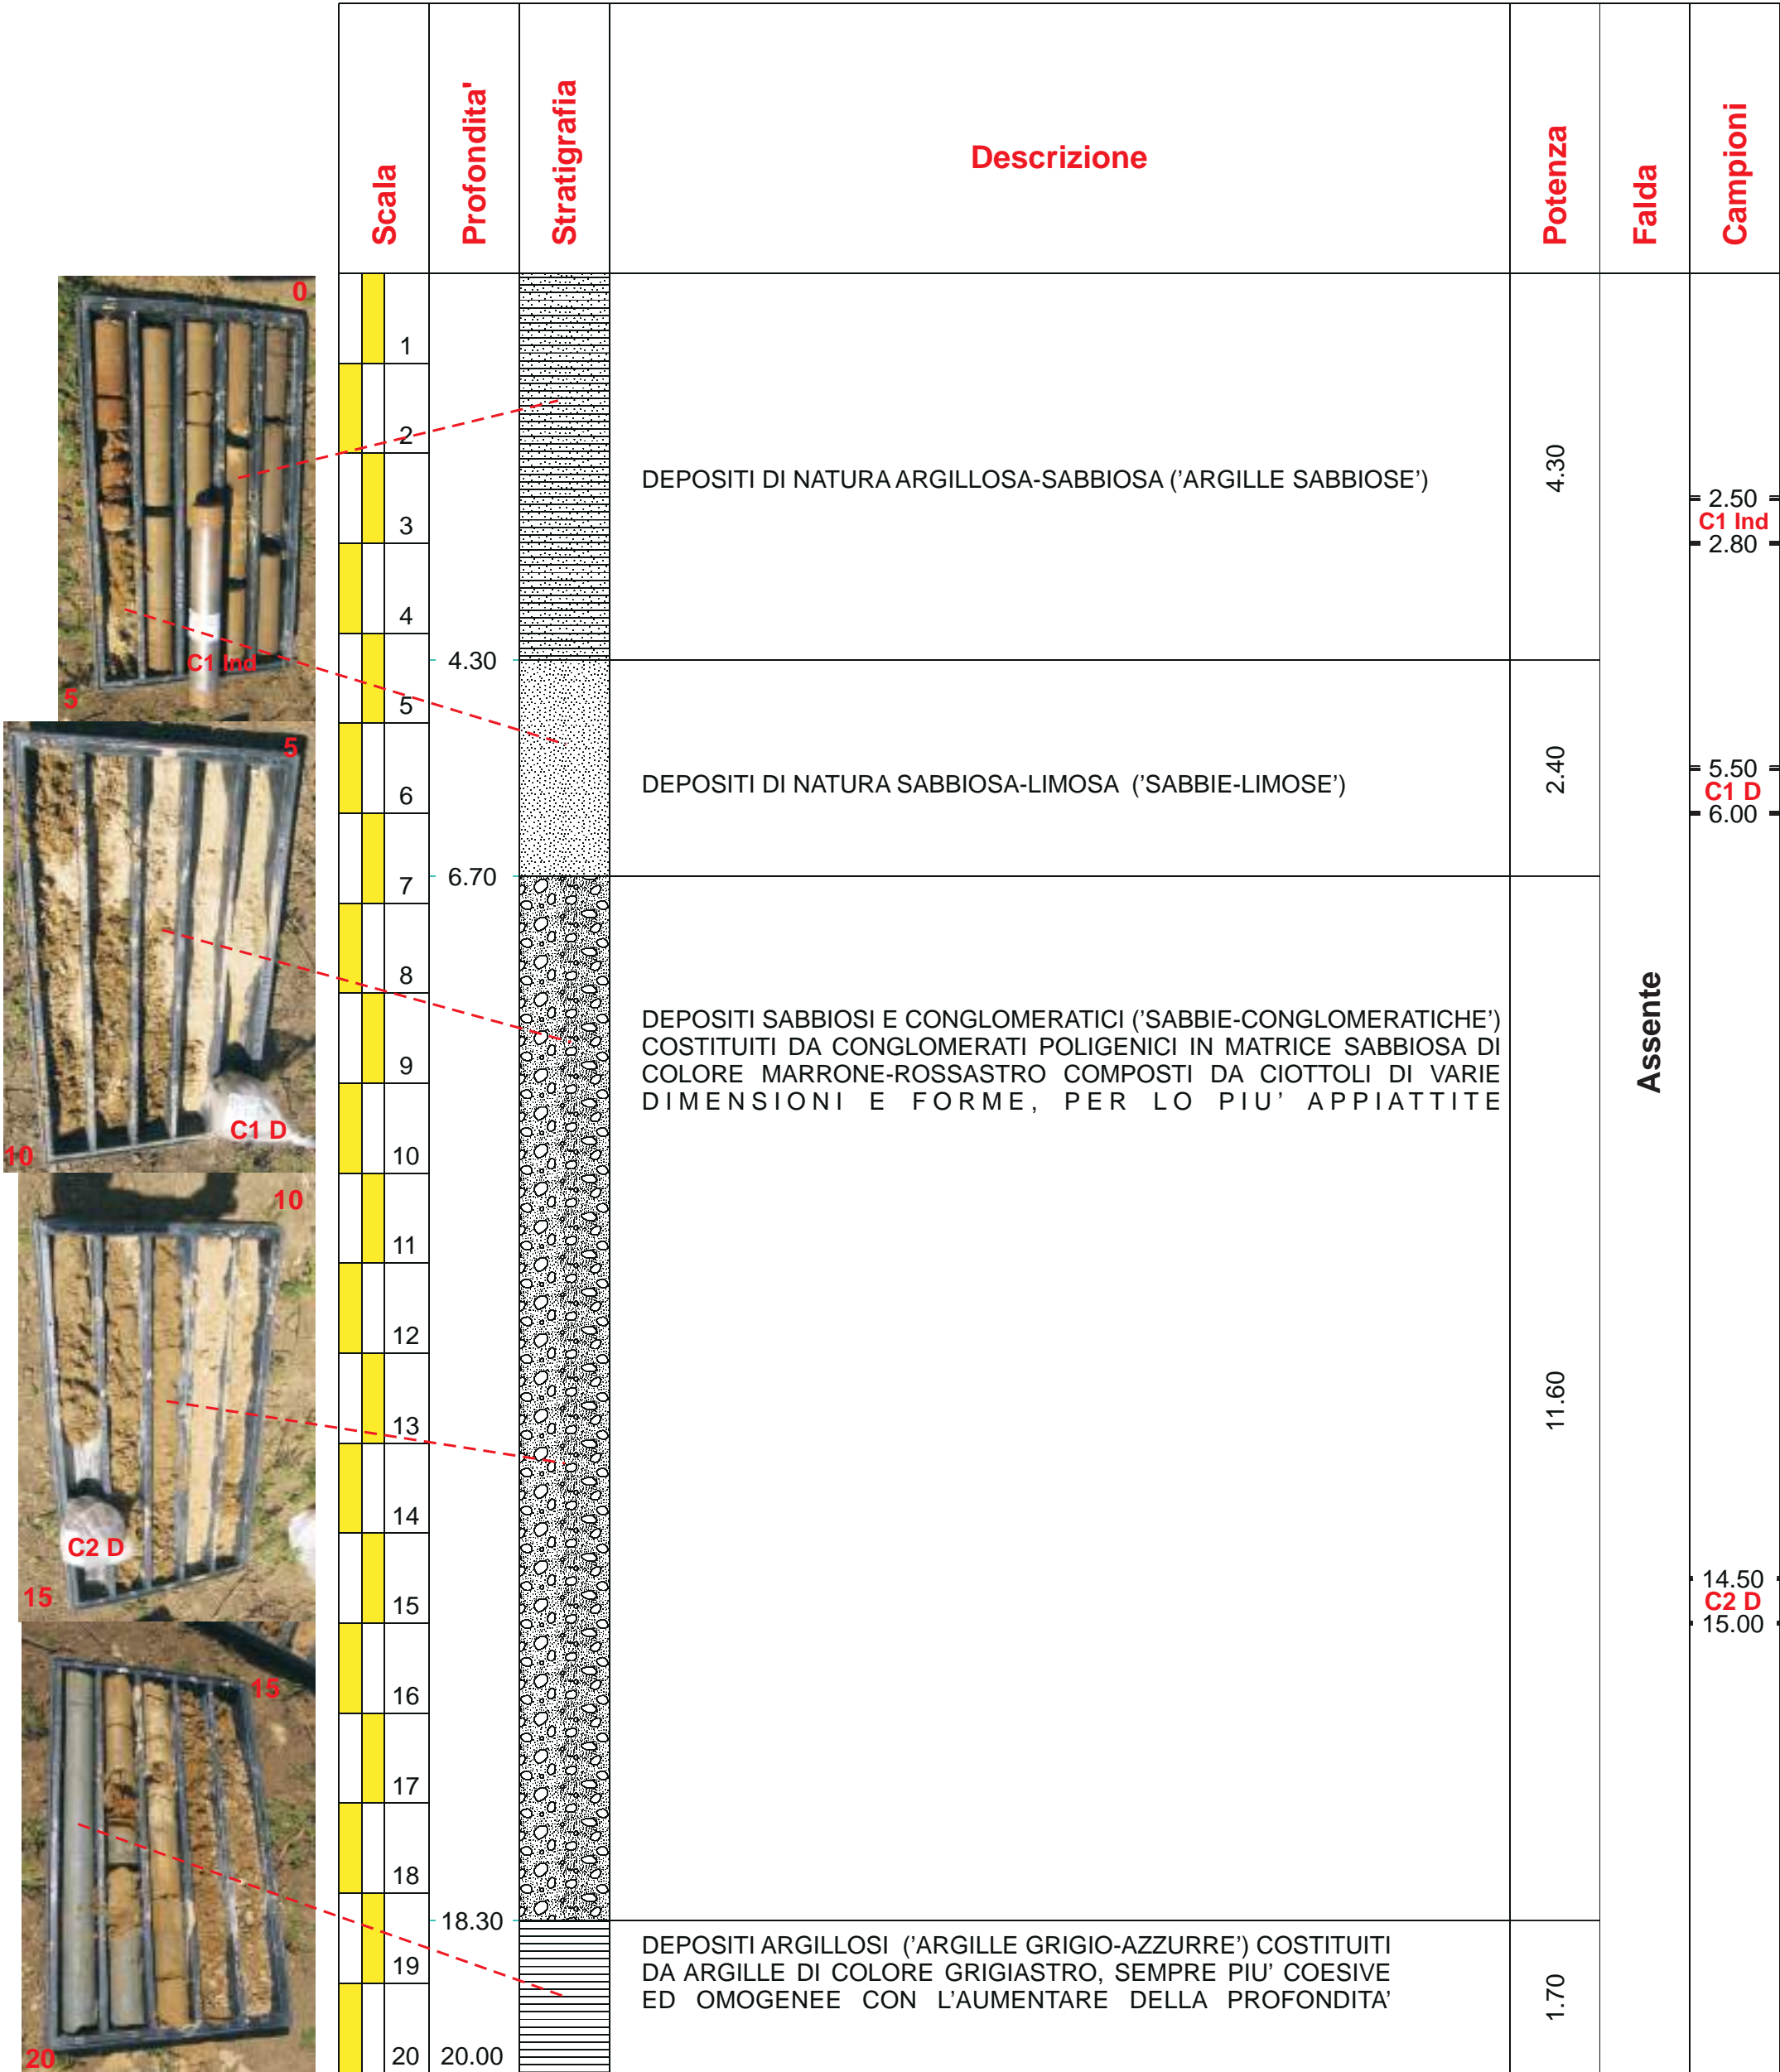 Scala
Profondita'
Stratigrafia
Descrizione
Potenza
Falda
Campioni
0
C1 Ind
5
5
C1 D
10
10
C2 D
15
15
20
1
2
3
4
5
6
7
8
9
10
11
12
13
14
15
16
17
18
19
20
4.30
6.70
18.30
20.00
DEPOSITI DI NATURA ARGILLOSA-SABBIOSA ('ARGILLE SABBIOSE')
4.30
DEPOSITI DI NATURA SABBIOSA-LIMOSA ('SABBIE-LIMOSE')
2.40
DEPOSITI SABBIOSI E CONGLOMERATICI ('SABBIE-CONGLOMERATICHE')
COSTITUITI DA CONGLOMERATI POLIGENICI IN MATRICE SABBIOSA DI
COLORE MARRONE-ROSSASTRO COMPOSTI DA CIOTTOLI DI VARIE
DIMENSIONI E FORME, PER LO PIU' APPIATTITE
11.60
DEPOSITI ARGILLOSI ('ARGILLE GRIGIO-AZZURRE') COSTITUITI
DA ARGILLE DI COLORE GRIGIASTRO, SEMPRE PIU' COESIVE
ED OMOGENEE CON L'AUMENTARE DELLA PROFONDITA'
1.70
Assente
2.50
C1 Ind
2.80
5.50
C1 D
6.00
14.50
C2 D
15.00